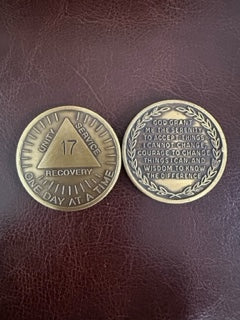 UNITY
SERVICE
17
RECOVERY
ONE DAY AT A TIME
GOD GRANT
ME THE SERENITY
TO ACCEPT THINGS
I CANNOT CHANGE,
COURAGE TO CHANGE
THINGS I CAN, AND
WISDOM TO KNOW
THE DIFFERENCE